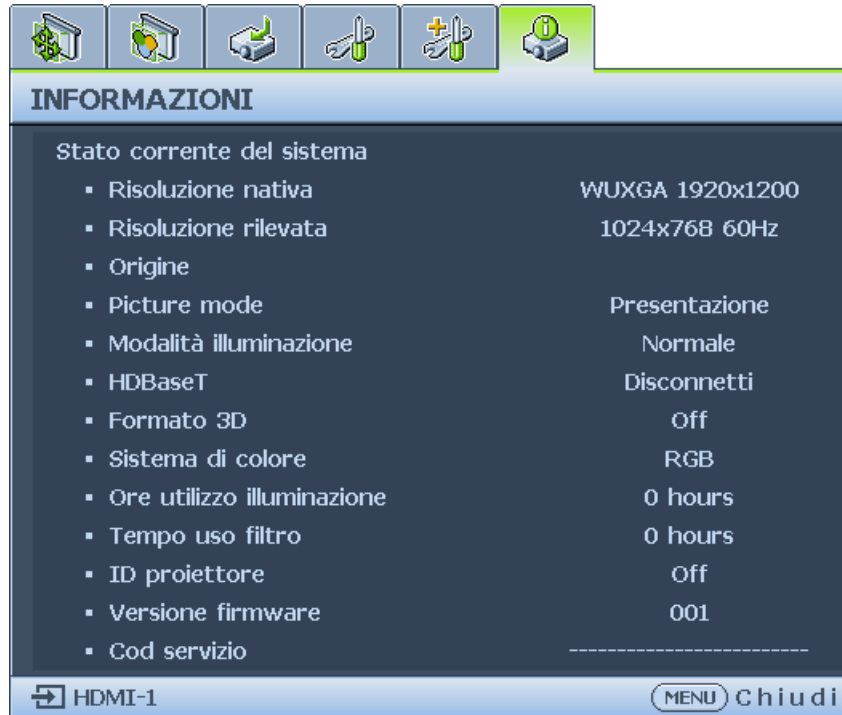 INFORMAZIONI
Stato corrente del sistema
▪ Risoluzione nativa WUXGA 1920x1200
▪ Risoluzione rilevata 1024x768 60Hz
▪ Origine
▪ Picture mode Presentazione
▪ Modalità illuminazione Normale
▪ HDBaseT Disconnetti
▪ Formato 3D Off
▪ Sistema di colore RGB
▪ Ore utilizzo illuminazione 0 hours
▪ Tempo uso filtro 0 hours
▪ ID proiettore Off
▪ Versione firmware 001
▪ Cod servizio -------------------------
HDMI-1 MENU Chiudi